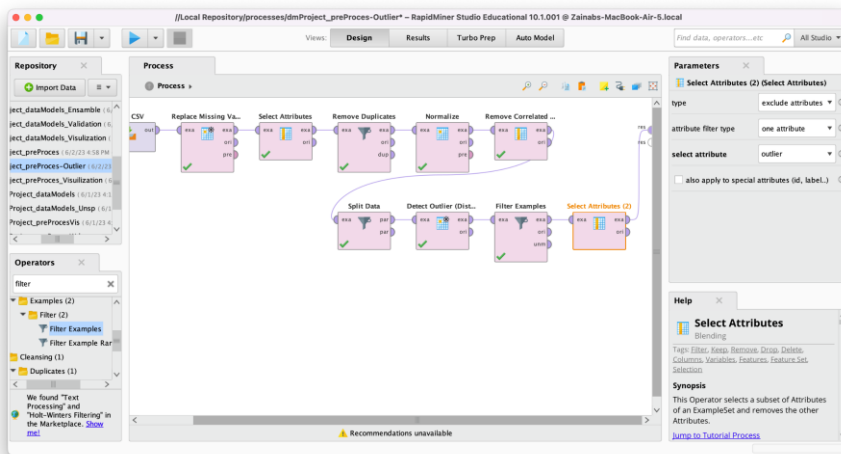 //Local Repository/processes/dmProject_preProces-Outlier* – RapidMiner Studio Educational 10.1.001 @ Zainabs-MacBook-Air-5.local
Views:
Design
Results
Turbo Prep
Auto Model
Find data, operators...etc
All Studio
Repository
Import Data
ject_dataModels_Ensamble (6/
ject_dataModels_Validation (6/
ject_dataModels_Visulization (
ject_preProces (6/2/23 4:58 PM
ject_preProces-Outlier (6/2/23
ject_preProces_Visuilization (6
Project_dataModels (6/1/23 4:1
Project_dataModels_Unsp (6/1
Project_preProcesVis (6/1/23 4:
Operators
filter
Examples (2)
Filter (2)
Filter Examples
Filter Example Ran
Cleansing (1)
Duplicates (1)
We found "Text
Processing" and
"Holt-Winters Filtering" in
the Marketplace. Show
me!
Process
Process
CSV
out
Replace Missing Va...
exa
exa
ori
pre
Select Attributes
exa
exa
ori
Remove Duplicates
exa
exa
ori
dup
Normalize
exa
exa
ori
pre
Remove Correlated ...
exa
exa
ori
res
res
Split Data
exa
par
par
Detect Outlier (Dist...
exa
exa
ori
Filter Examples
exa
exa
ori
unm
Select Attributes (2)
exa
exa
ori
Recommendations unavailable
Parameters
Select Attributes (2) (Select Attributes)
type
exclude attributes
attribute filter type
one attribute
select attribute
outlier
also apply to special attributes (id, label..)
Help
Select Attributes
Blending
Tags: Filter, Keep, Remove, Drop, Delete,
Columns, Variables, Features, Feature Set,
Selection
Synopsis
This Operator selects a subset of Attributes
of an ExampleSet and removes the other
Attributes.
Jump to Tutorial Process